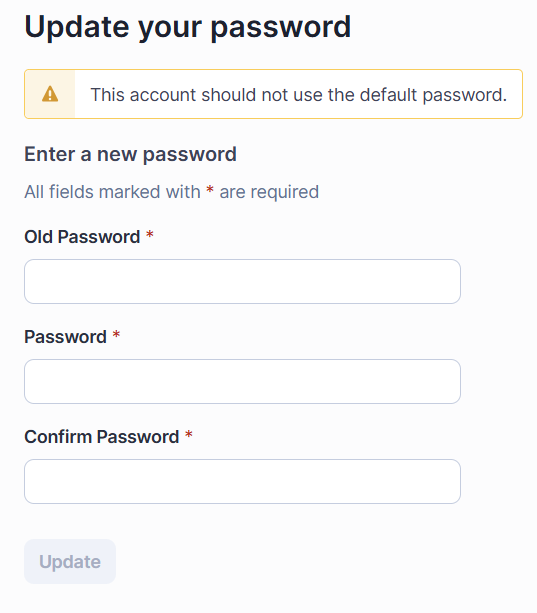 Update your password
This account should not use the default password.
Enter a new password
All fields marked with * are required
Old Password *
Password *
Confirm Password *
Update